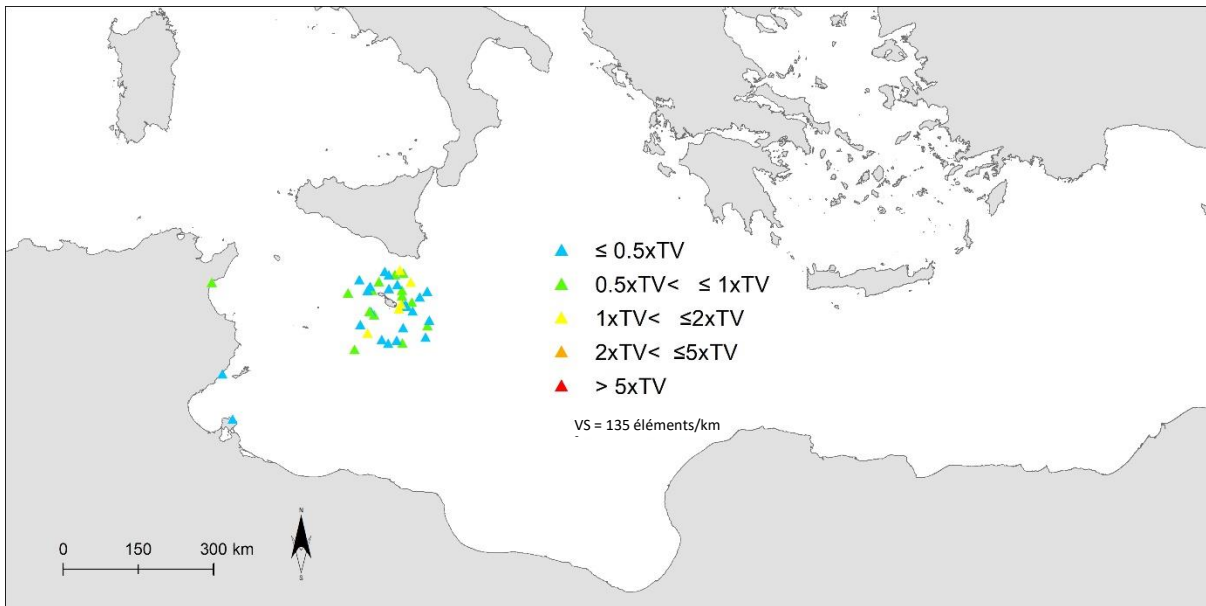 ≤ 0.5xTV
0.5xTV< ≤ 1xTV
1xTV< ≤2xTV
2xTV< ≤5xTV
> 5xTV
VS = 135 éléments/km
-
N
0 150 300 km
S